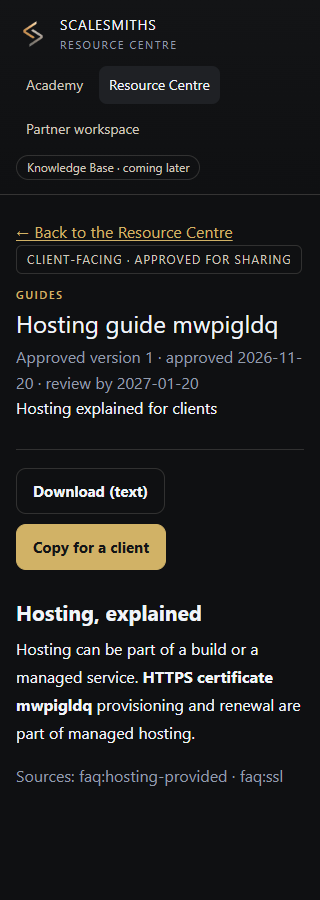 SCALESMITHS
RESOURCE CENTRE
Academy
Resource Centre
Partner workspace
Knowledge Base · coming later
← Back to the Resource Centre
CLIENT-FACING · APPROVED FOR SHARING
GUIDES
Hosting guide mwpigldq
Approved version 1 · approved 2026-11-
20 · review by 2027-01-20
Hosting explained for clients
Download (text)
Copy for a client
Hosting, explained
Hosting can be part of a build or a
managed service. HTTPS certificate
mwpigldq provisioning and renewal are
part of managed hosting.
Sources: faq:hosting-provided · faq:ssl